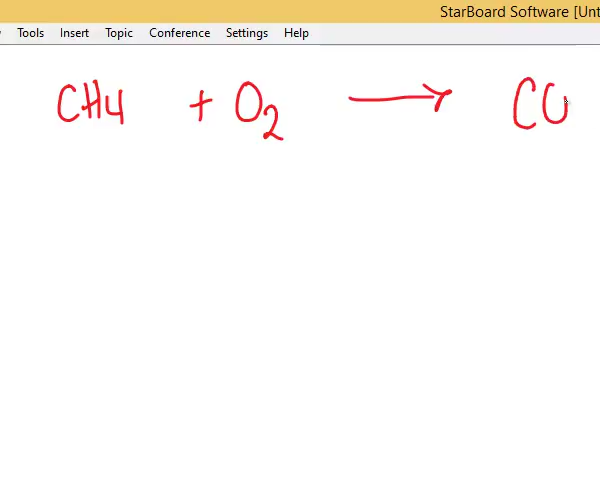 StarBoard Software [Unt
Tools Insert Topic Conference Settings Help
CH4 + O2 → CO